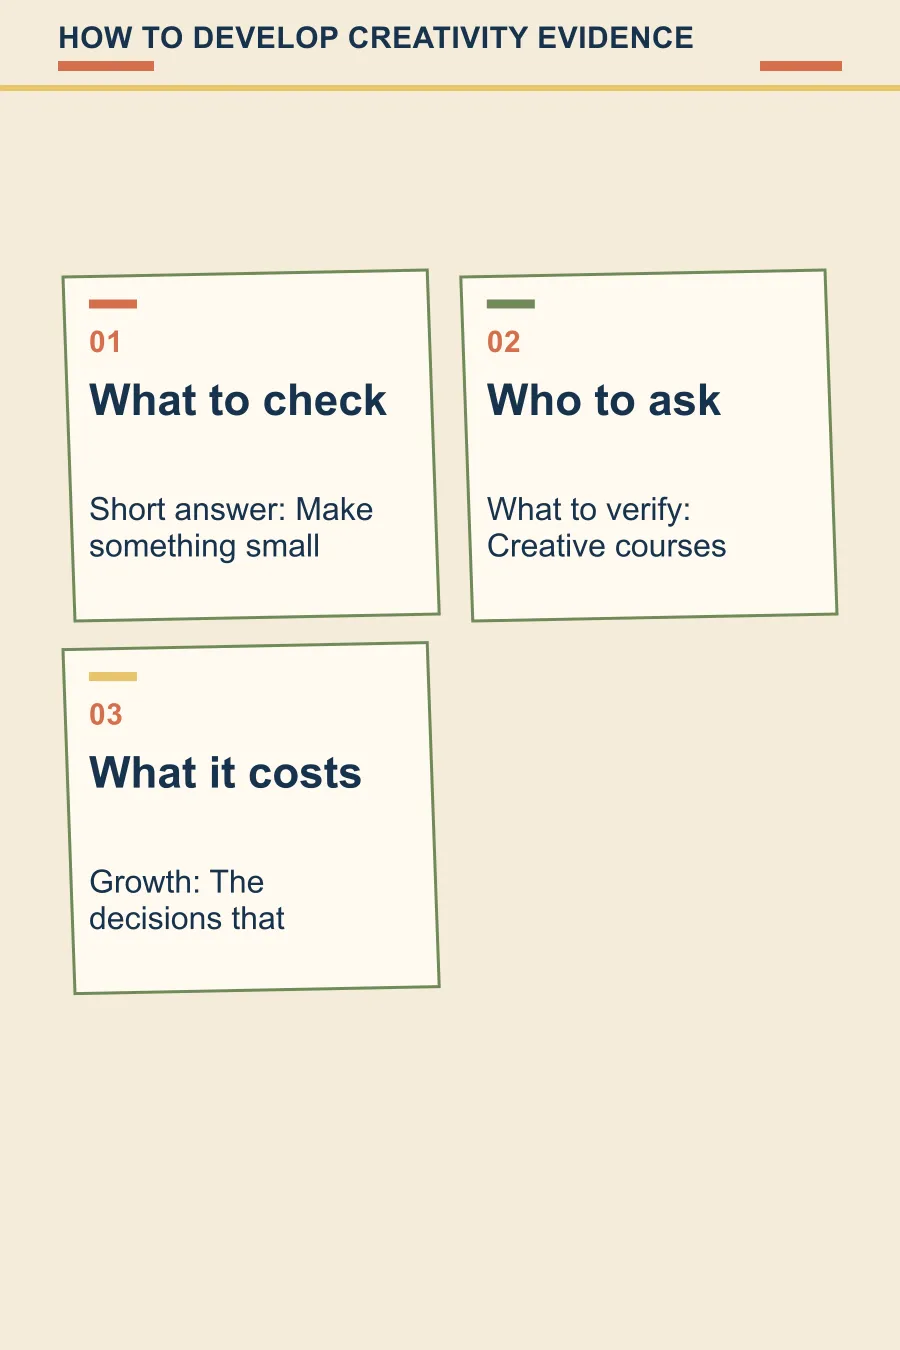 HOW TO DEVELOP CREATIVITY EVIDENCE
01
What to check
Short answer: Make
something small
02
Who to ask
What to verify:
Creative courses
03
What it costs
Growth: The
decisions that